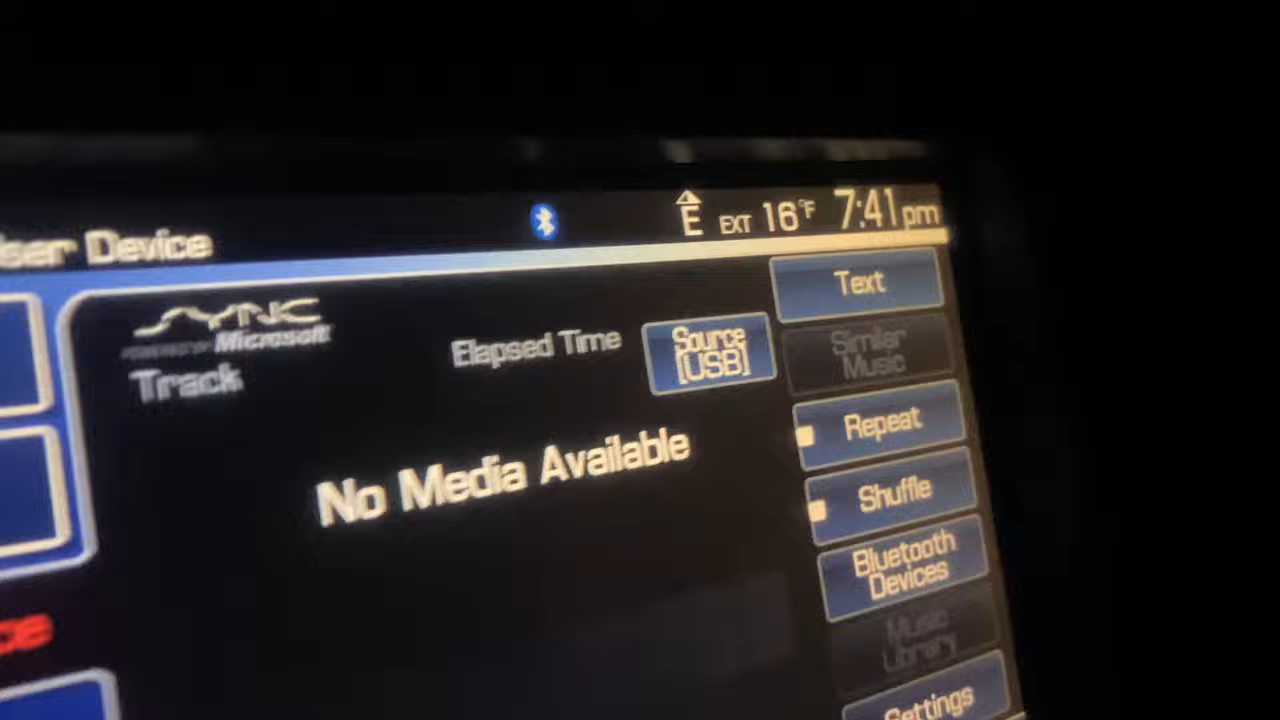 Device
E EXT 16°F 7:41 pm
SYNC
Microsoft
Track
Elapsed Time
Source
[USB]
No Media Available
Text
Similar
Music
Repeat
Shuffle
Bluetooth
Devices
Music
Library
Settings